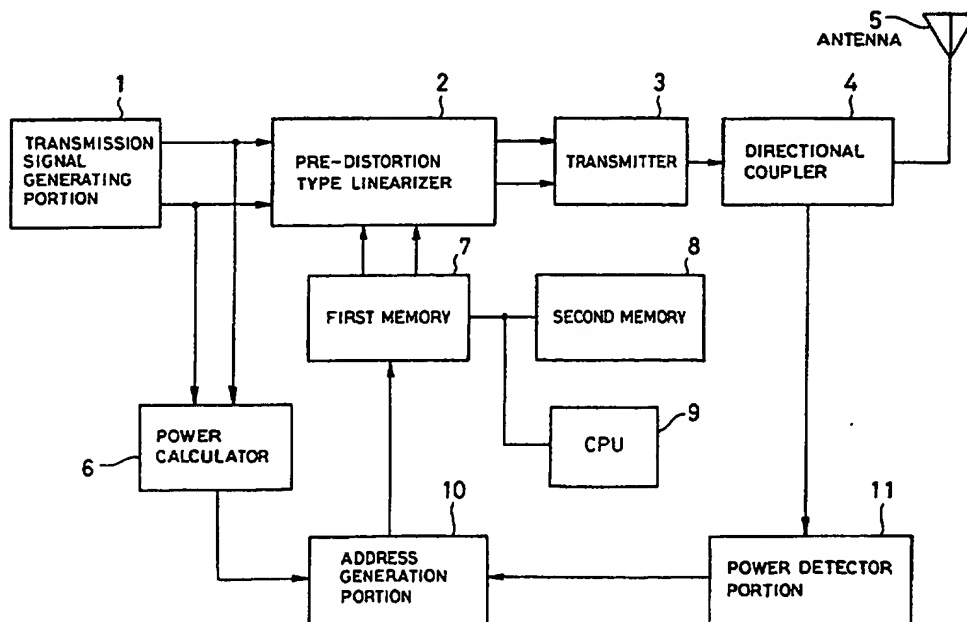 5
ANTENNA
1
2
3
4
TRANSMISSION
SIGNAL
GENERATING
PORTION
PRE-DISTORTION
TYPE LINEARIZER
TRANSMITTER
DIRECTIONAL
COUPLER
7
8
FIRST MEMORY
SECOND MEMORY
9
CPU
6
POWER
CALCULATOR
10
11
ADDRESS
GENERATION
PORTION
POWER DETECTOR
PORTION